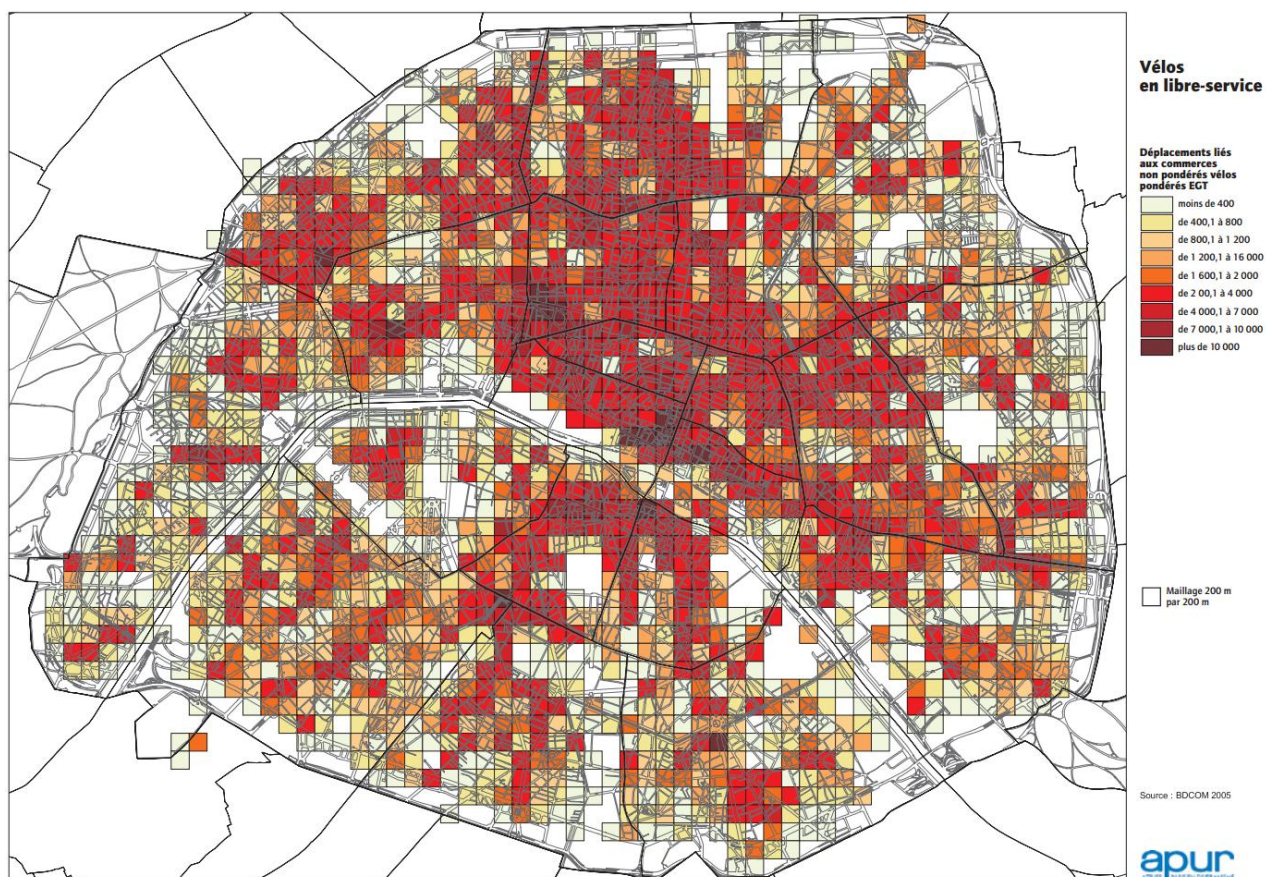 Vélos
en libre-service
Déplacements liés
aux commerces
non pondérés vélos
pondérés EGT
moins de 400
de 400,1 à 800
de 800,1 à 1 200
de 1 200,1 à 16 000
de 1 600,1 à 2 000
de 2 00,1 à 4 000
de 4 000,1 à 7 000
de 7 000,1 à 10 000
plus de 10 000
Maillage 200 m
par 200 m
Source : BDCOM 2005
apur